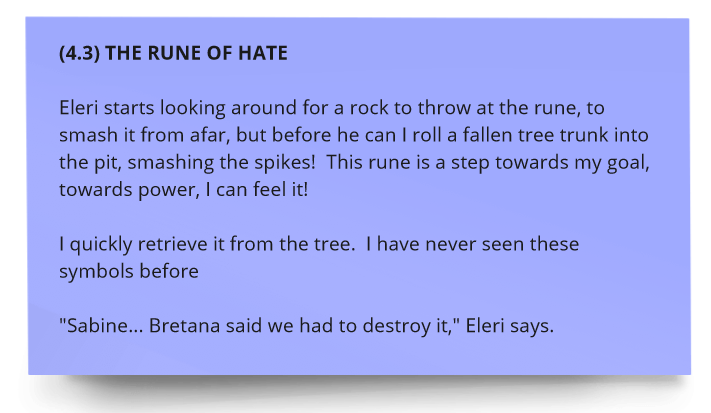 (4.3) THE RUNE OF HATE
Eleri starts looking around for a rock to throw at the rune, to
smash it from afar, but before he can I roll a fallen tree trunk into
the pit, smashing the spikes!  This rune is a step towards my goal,
towards power, I can feel it!
I quickly retrieve it from the tree.  I have never seen these
symbols before
"Sabine... Bretana said we had to destroy it," Eleri says.